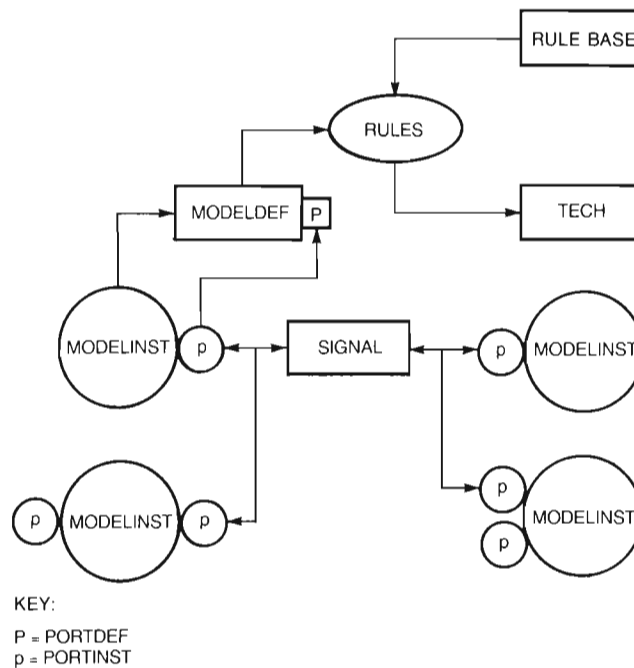 RULE BASE
RULES
MODELDEF
P
TECH
MODELINST
p
SIGNAL
p
MODELINST
p
MODELINST
p
p
MODELINST
p
KEY:
P = PORTDEF
p = PORTINST